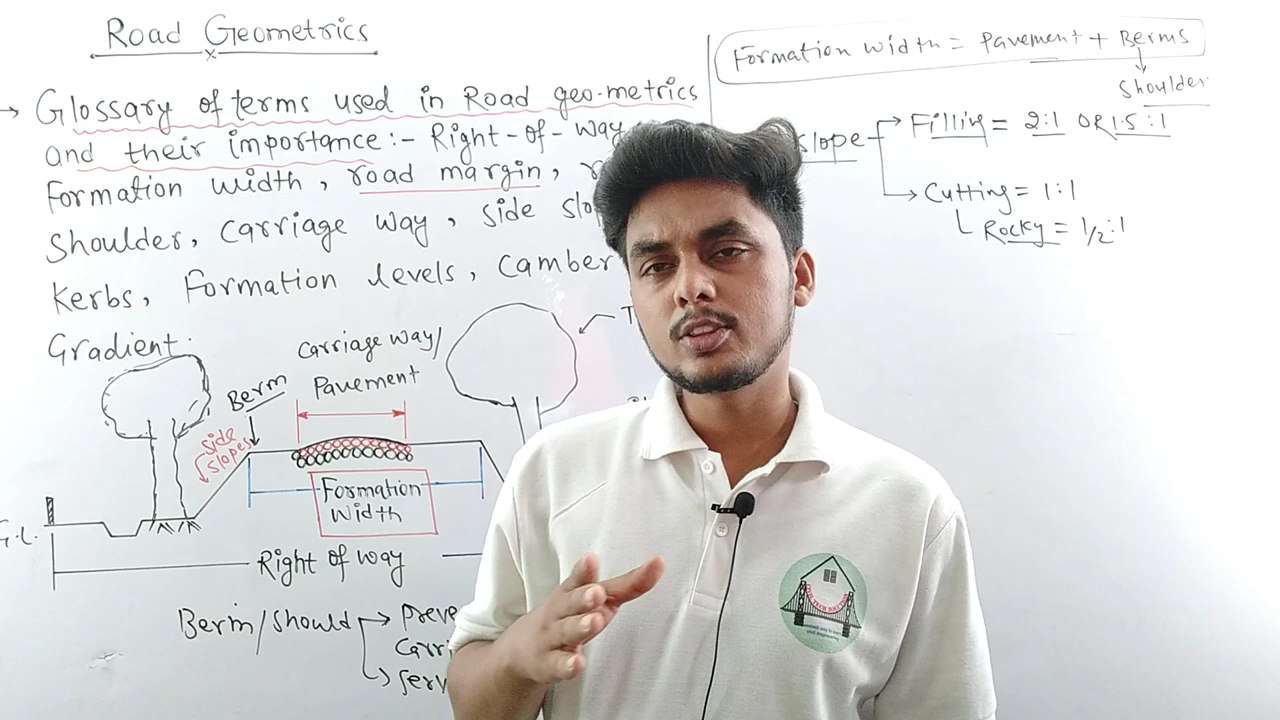 Road Geometrics
→ Glossary of terms used in Road geo-metrics
and their importance:- Right-of-way
Formation width, road margin,
Shoulder, carriage way, side
Kerbs, Formation levels, camber
Gradient.
Formation width = Pavement + Berms
Shoulder
slope
Filling = 2:1 OR 1.5:1
Cutting = 1:1
Rocky = 1/2:1
Carriage way/
Pavement
Berm
side
slopes
Formation
Width
G.L.
Right of way
Berm/Should